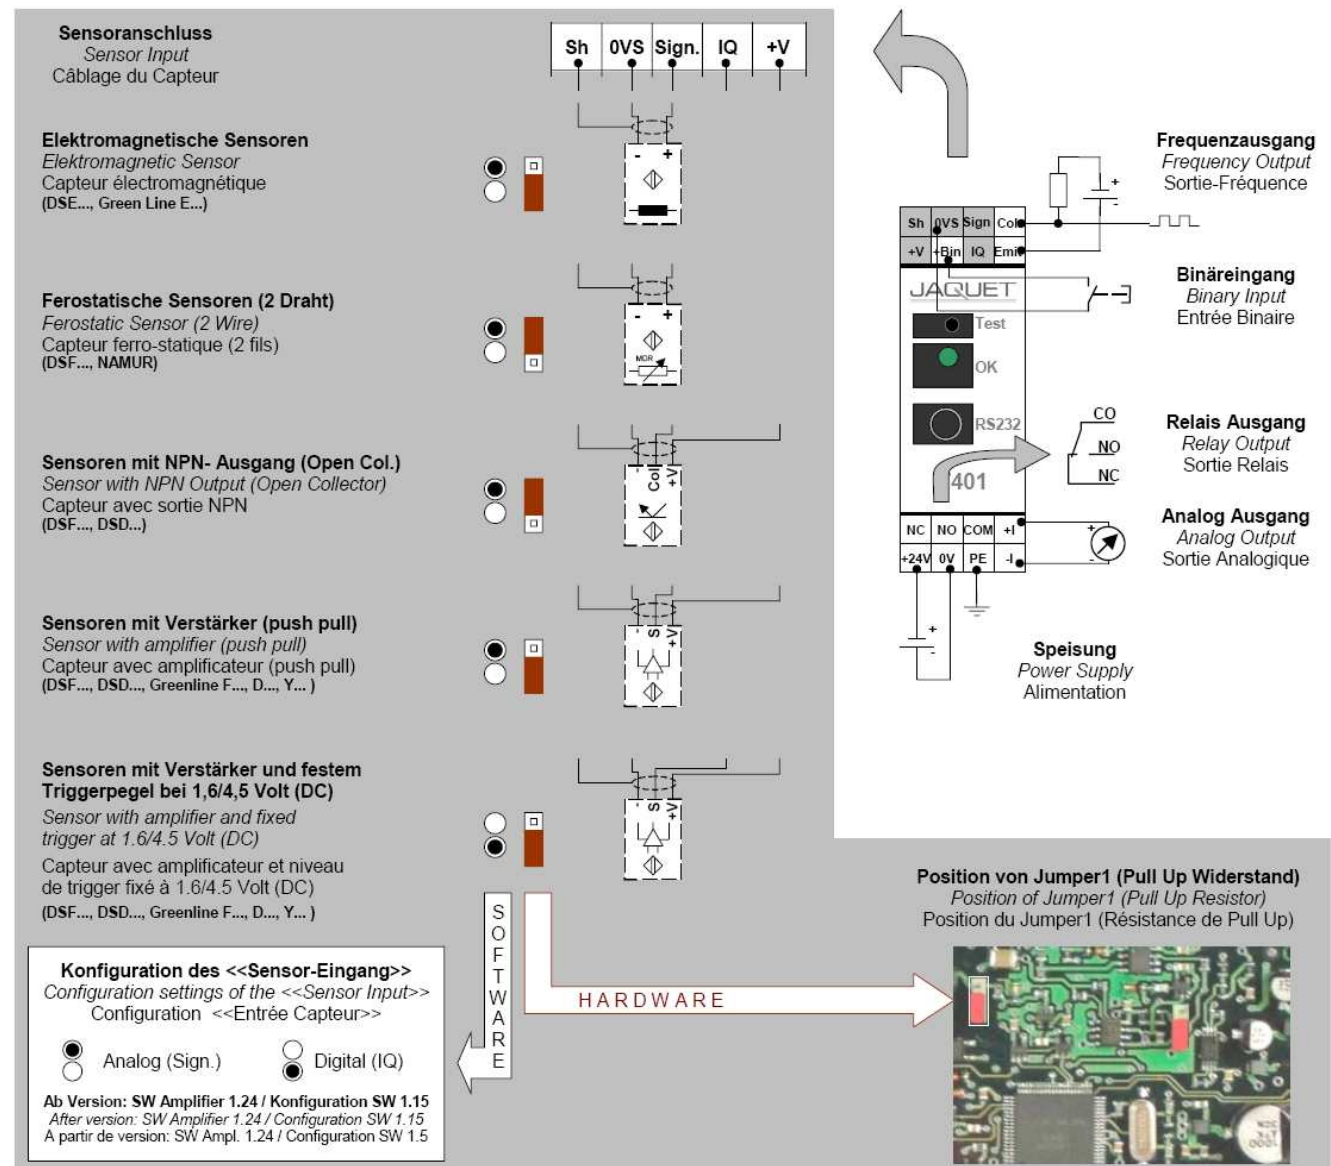 Sensoranschluss
Sensor Input
Câblage du Capteur
Sh 0VS Sign. IQ +V
Elektromagnetische Sensoren
Elektromagnetic Sensor
Capteur électromagnétique
(DSE..., Green Line E...)
- +
Ferostatische Sensoren (2 Draht)
Ferostatic Sensor (2 Wire)
Capteur ferro-statique (2 fils)
(DSF..., NAMUR)
- +
MDR
Sensoren mit NPN- Ausgang (Open Col.)
Sensor with NPN Output (Open Collector)
Capteur avec sortie NPN
(DSF..., DSD...)
- Col +V
Sensoren mit Verstärker (push pull)
Sensor with amplifier (push pull)
Capteur avec amplificateur (push pull)
(DSF..., DSD..., Greenline F..., D..., Y... )
- S +V
Sensoren mit Verstärker und festem
Triggerpegel bei 1,6/4,5 Volt (DC)
Sensor with amplifier and fixed
trigger at 1.6/4.5 Volt (DC)
Capteur avec amplificateur et niveau
de trigger fixé à 1.6/4.5 Volt (DC)
(DSF..., DSD..., Greenline F..., D..., Y... )
- S +V
SOFTWARE
HARDWARE
Konfiguration des <<Sensor-Eingang>>
Configuration settings of the <<Sensor Input>>
Configuration <<Entrée Capteur>>
Analog (Sign.) Digital (IQ)
Ab Version: SW Amplifier 1.24 / Konfiguration SW 1.15
After version: SW Amplifier 1.24 / Configuration SW 1.15
A partir de version: SW Ampl. 1.24 / Configuration SW 1.5
Frequenzausgang
Frequency Output
Sortie-Fréquence
+
-
Sh 0VS Sign Col
+V +Bin IQ Emit
JAQUET
Test
OK
RS232
401
NC NO COM +I
+24V 0V PE -I
Binäreingang
Binary Input
Entrée Binaire
CO
NO
NC
Relais Ausgang
Relay Output
Sortie Relais
Analog Ausgang
Analog Output
Sortie Analogique
+
-
+
-
Speisung
Power Supply
Alimentation
Position von Jumper1 (Pull Up Widerstand)
Position of Jumper1 (Pull Up Resistor)
Position du Jumper1 (Résistance de Pull Up)